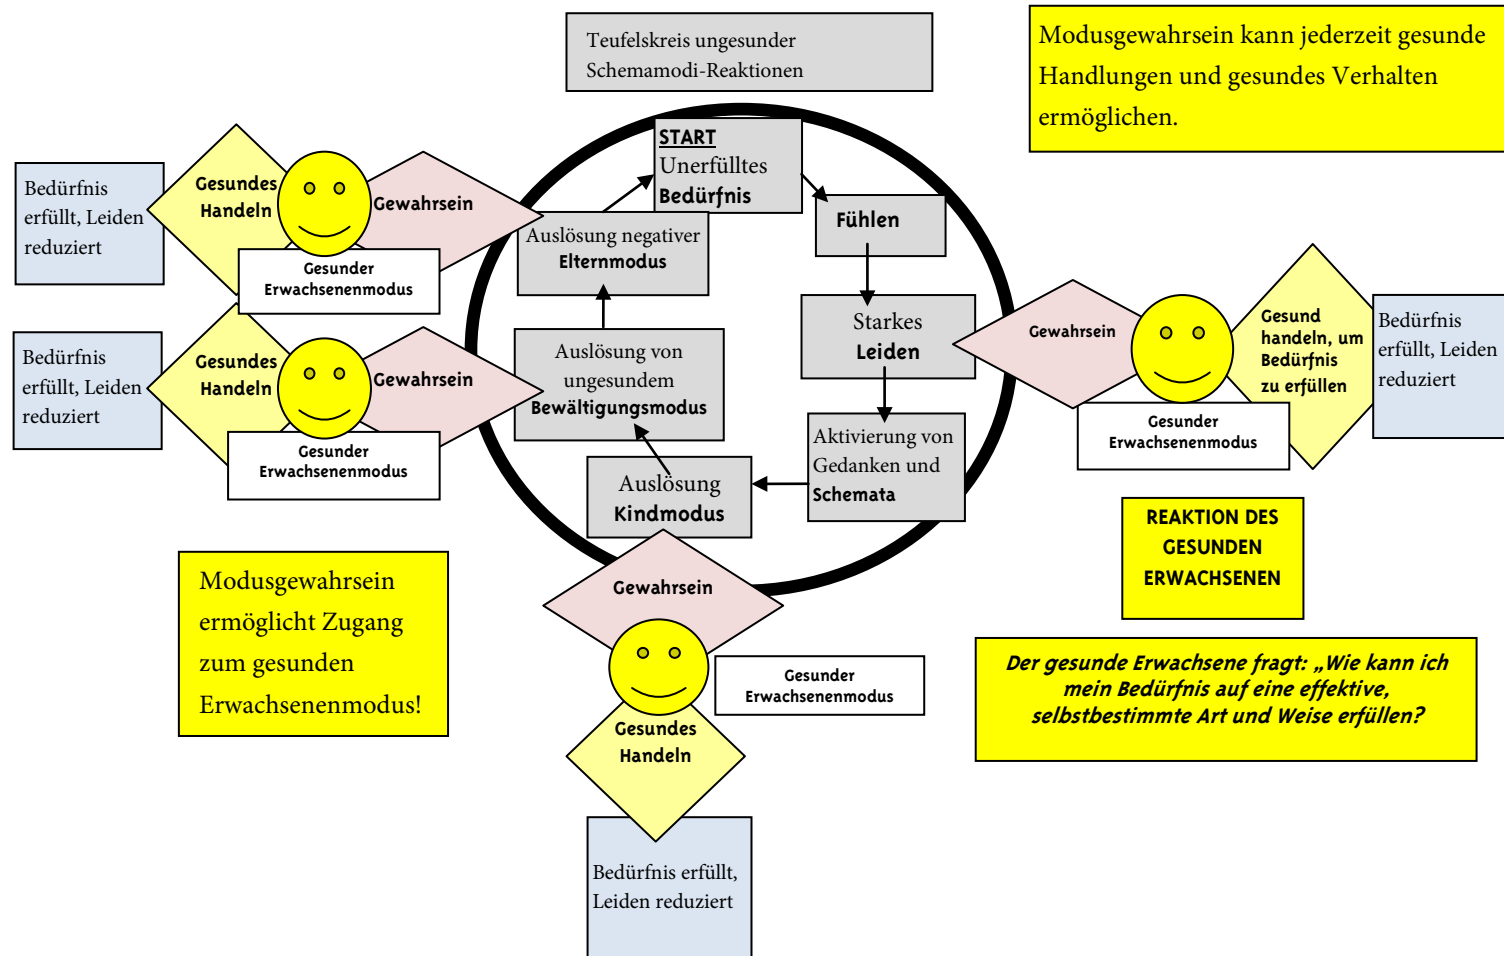 Teufelskreis ungesunder
Schemamodi-Reaktionen
Modusgewahrsein kann jederzeit gesunde
Handlungen und gesundes Verhalten
ermöglichen.
START
Unerfülltes
Bedürfnis
Fühlen
Starkes
Leiden
Aktivierung von
Gedanken und
Schemata
Auslösung
Kindmodus
Auslösung von
ungesundem
Bewältigungsmodus
Auslösung negativer
Elternmodus
Bedürfnis
erfüllt, Leiden
reduziert
Gesundes
Handeln
Gewahrsein
Gesunder
Erwachsenenmodus
Bedürfnis
erfüllt, Leiden
reduziert
Gesundes
Handeln
Gewahrsein
Gesunder
Erwachsenenmodus
Gewahrsein
Gesund
handeln, um
Bedürfnis
zu erfüllen
Bedürfnis
erfüllt, Leiden
reduziert
Gesunder
Erwachsenenmodus
REAKTION DES
GESUNDEN
ERWACHSENEN
Modusgewahrsein
ermöglicht Zugang
zum gesunden
Erwachsenenmodus!
Gewahrsein
Gesunder
Erwachsenenmodus
Gesundes
Handeln
Bedürfnis erfüllt,
Leiden reduziert
Der gesunde Erwachsene fragt: „Wie kann ich
mein Bedürfnis auf eine effektive,
selbstbestimmte Art und Weise erfüllen?